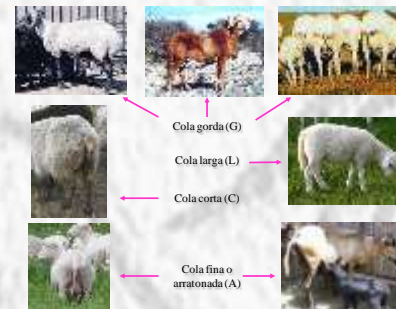 Cola gorda (G)
Cola larga (L)
Cola corta (C)
Cola fina o
arratonada (A)